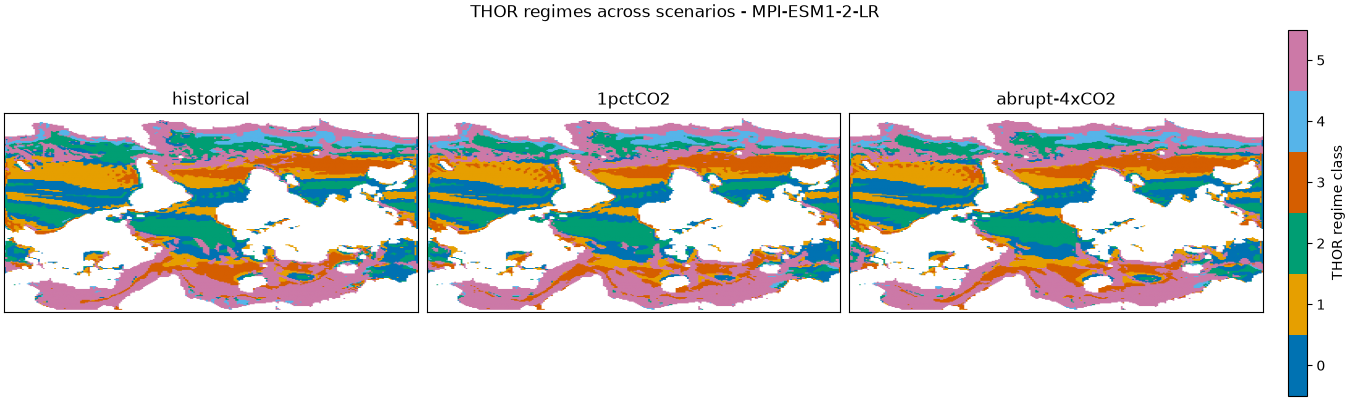 THOR regimes across scenarios - MPI-ESM1-2-LR
historical
1pctCO2
abrupt-4xCO2
5
4
3
2
1
0
THOR regime class